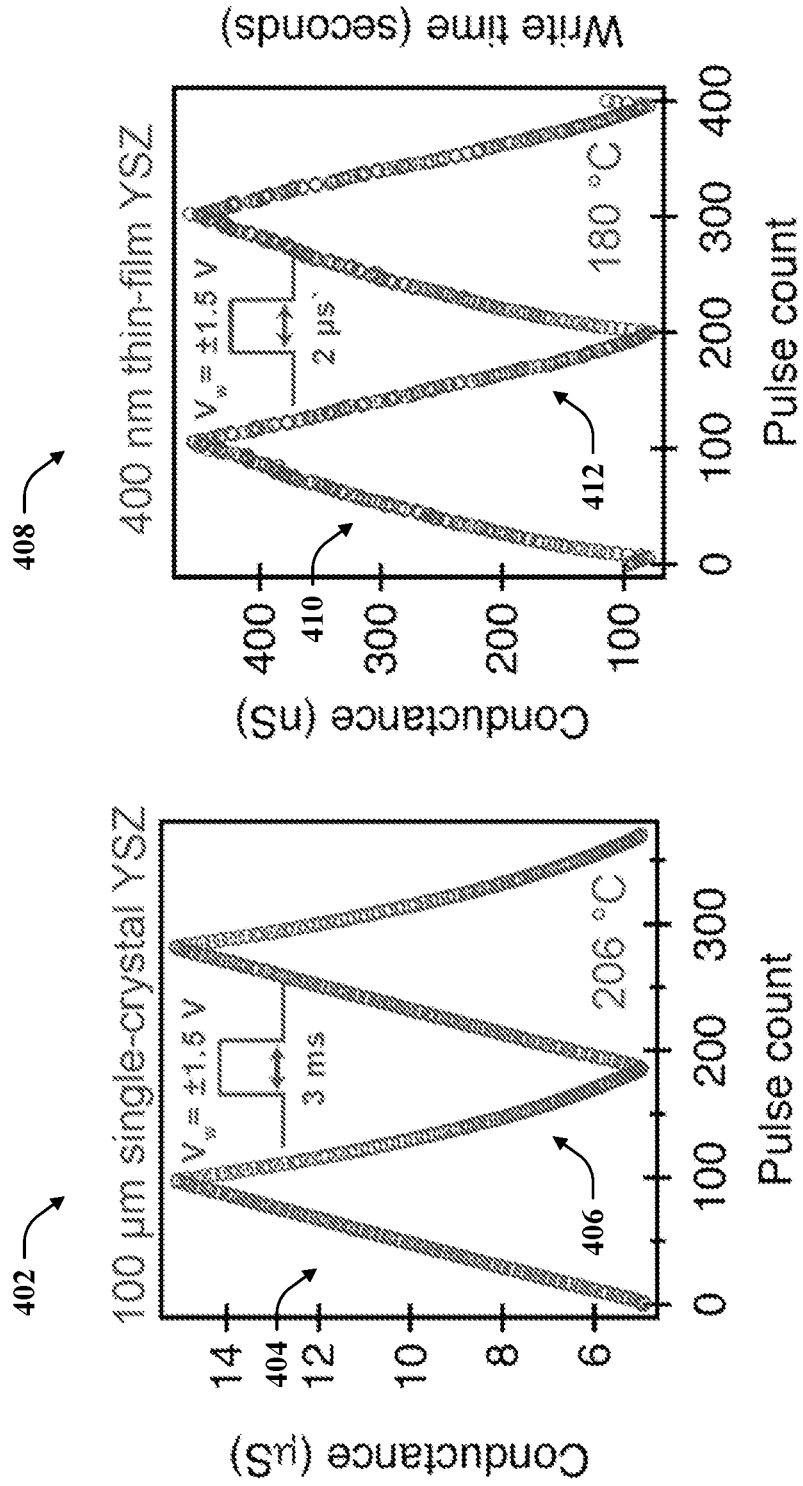 402
100 µm single-crystal YSZ
Conductance (µS)
14
12
10
8
6
404
V_w = ±1.5 V
3 ms
406
206 °C
0
100
200
300
Pulse count
408
400 nm thin-film YSZ
Conductance (nS)
400
300
200
100
410
V_w = ±1.5 V
2 µs
412
180 °C
0
100
200
300
400
Pulse count
Write time (seconds)